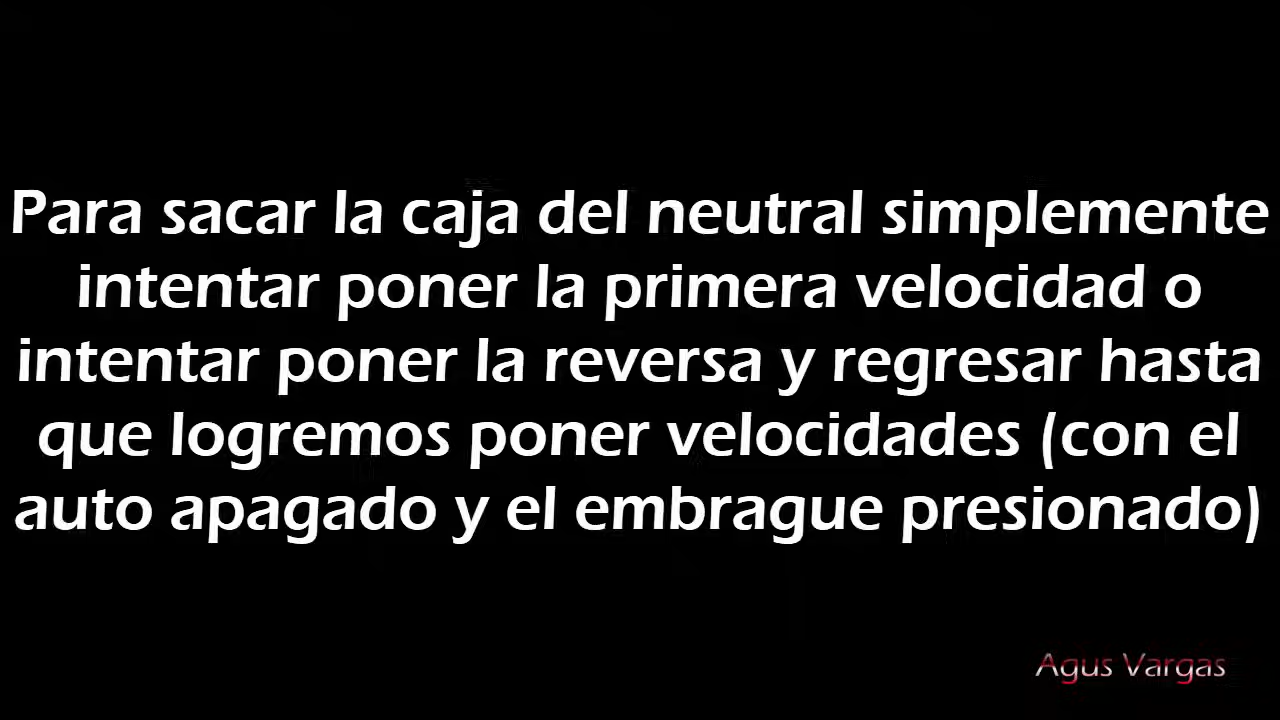 Para sacar la caja del neutral simplemente
intentar poner la primera velocidad o
intentar poner la reversa y regresar hasta
que logremos poner velocidades (con el
auto apagado y el embrague presionado)
Agus Vargas